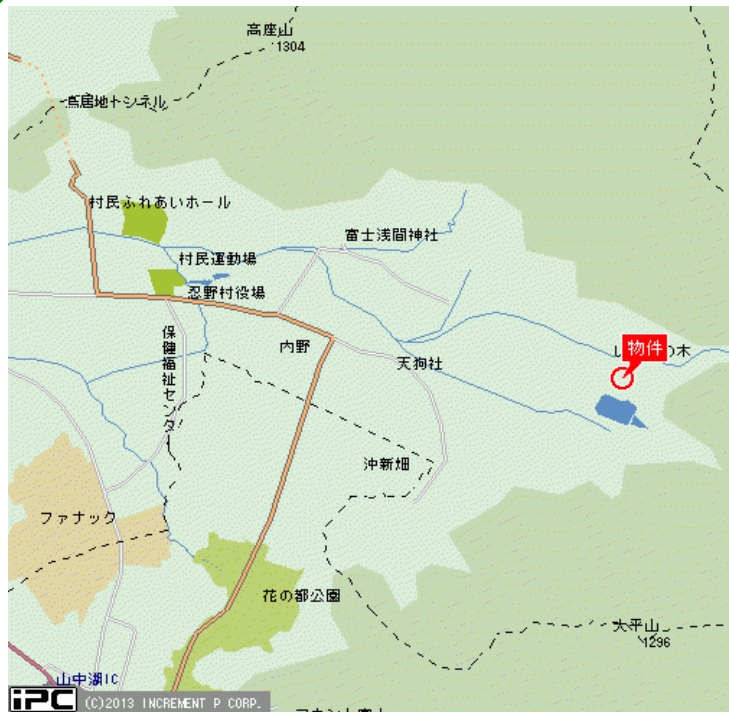 高座山
1304
鳥居地トンネル
村民ふれあいホール
富士浅間神社
村民運動場
忍野村役場
保健福祉センター
内野
天狗社
物件
の木
沖新畑
ファナック
花の都公園
大平山
1296
山中湖IC
iPC (C)2013 INCREMENT P CORP.